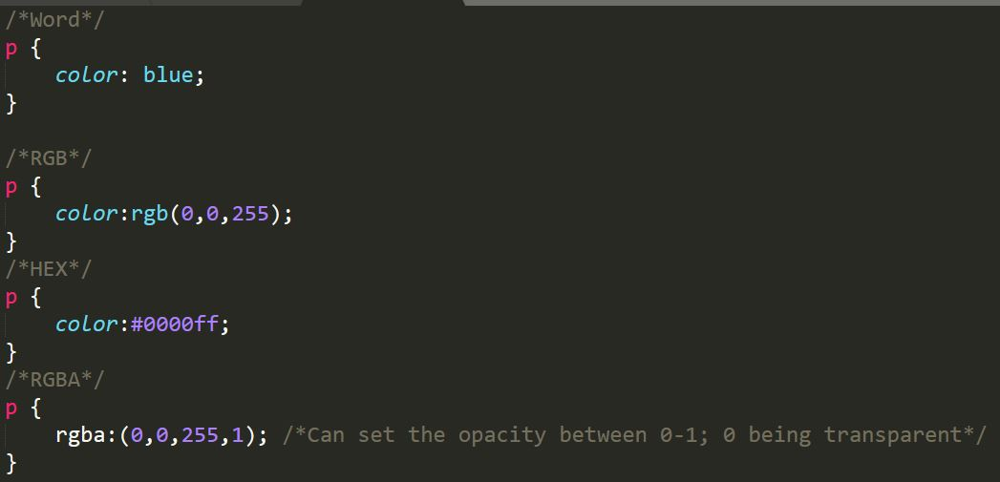 /*Word*/
p {
    color: blue;
}

/*RGB*/
p {
    color:rgb(0,0,255);
}
/*HEX*/
p {
    color:#0000ff;
}
/*RGBA*/
p {
    rgba:(0,0,255,1); /*Can set the opacity between 0-1; 0 being transparent*/
}